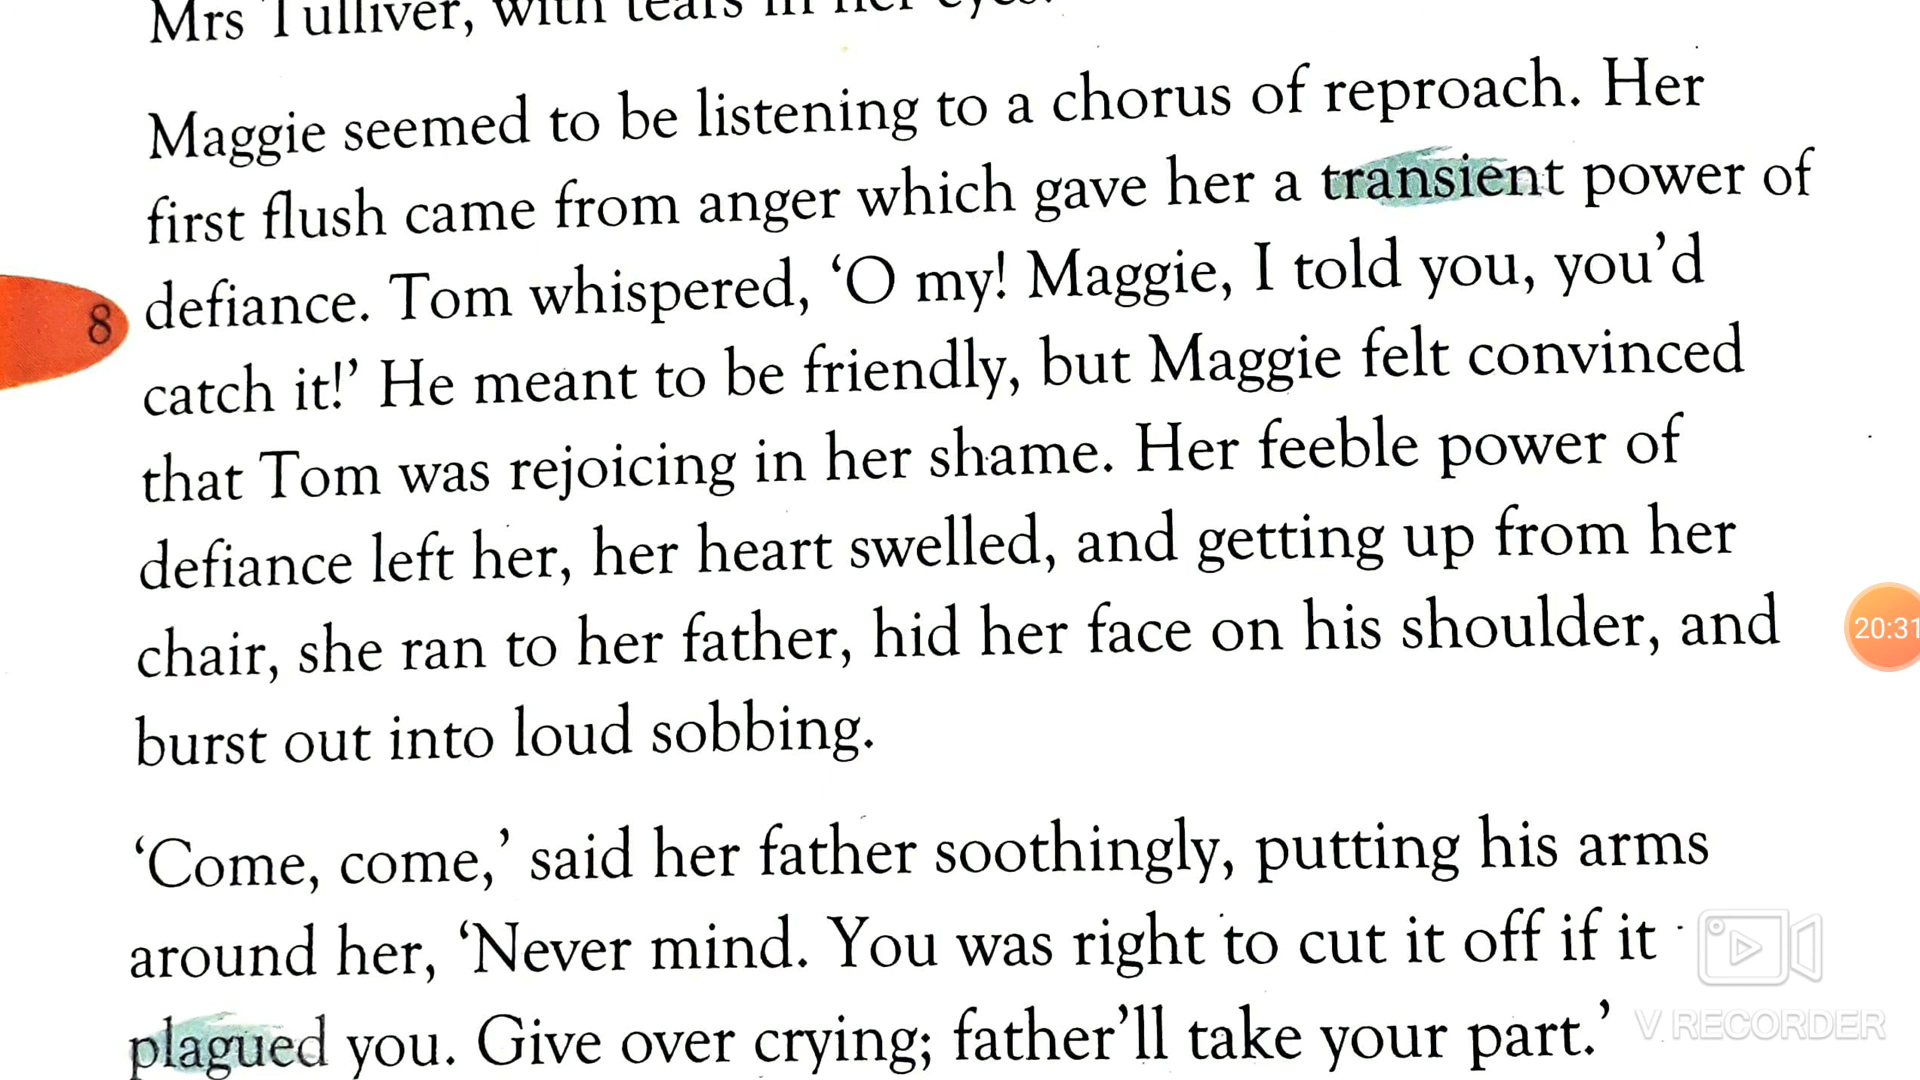 Mrs Tulliver, with tears in her eyes.
Maggie seemed to be listening to a chorus of reproach. Her
first flush came from anger which gave her a transient power of
defiance. Tom whispered, ‘O my! Maggie, I told you, you’d
8
catch it!’ He meant to be friendly, but Maggie felt convinced
that Tom was rejoicing in her shame. Her feeble power of
defiance left her, her heart swelled, and getting up from her
chair, she ran to her father, hid her face on his shoulder, and
20:31
burst out into loud sobbing.
‘Come, come,’ said her father soothingly, putting his arms
around her, ‘Never mind. You was right to cut it off if it
plagued you. Give over crying; father’ll take your part.’
V RECORDER